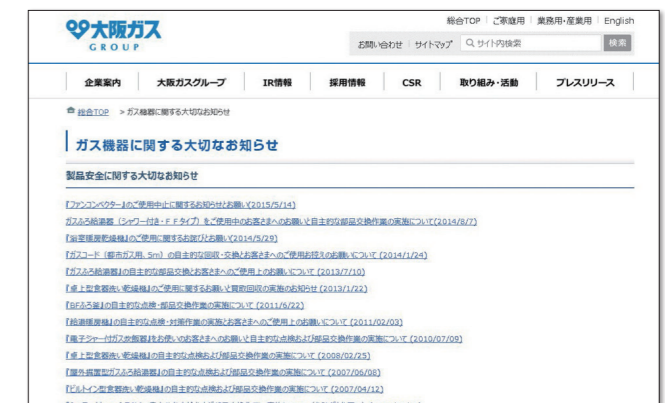 総合TOP ご家庭用 業務用・産業用 English
大阪ガス
GROUP
お問い合わせ サイトマップ サイト内検索 検索
企業案内 大阪ガスグループ IR情報 採用情報 CSR 取り組み・活動 プレスリリース
総合TOP >ガス機器に関する大切なお知らせ
ガス機器に関する大切なお知らせ
製品安全に関する大切なお知らせ
『ファンコンベクター』のご使用中止に関するお知らせとお願い(2015/5/14)
ガスふろ給湯器（シャワー付き・ＦＦタイプ）をご使用中のお客さまへのお願いと自主的な部品交換作業の実施について(2014/8/7)
『浴室暖房乾燥機』のご使用に関するお詫びとお願い(2014/5/29)
『ガスコード（都市ガス用、5m）の自主的な回収・交換とお客さまへのご使用お控えのお願いについて (2014/1/24)
『ガスふろ給湯器』の自主的な部品交換とお客さまへのご使用上のお願いについて (2013/7/10)
『卓上型食器洗い乾燥機』のご使用に関するお願いと買取回収の実施のお知らせ (2013/1/22)
『BFふろ釜』の自主的な点検・部品交換作業の実施について (2011/6/22)
『給湯暖房機』の自主的な点検・対策作業の実施とお客さまへのご使用上のお願いについて (2011/02/03)
『電子ジャー付ガス炊飯器』をお使いのお客さまへのお願いと自主的な点検および部品交換作業の実施について (2010/07/09)
『卓上型食器洗い乾燥機』の自主的な点検および部品交換作業の実施について (2008/02/25)
『屋外据置型ガスふろ給湯器』の自主的な点検および部品交換作業の実施について (2007/06/08)
『ビルトイン型食器洗い乾燥機』の自主的な点検および部品交換作業の実施について (2007/04/12)